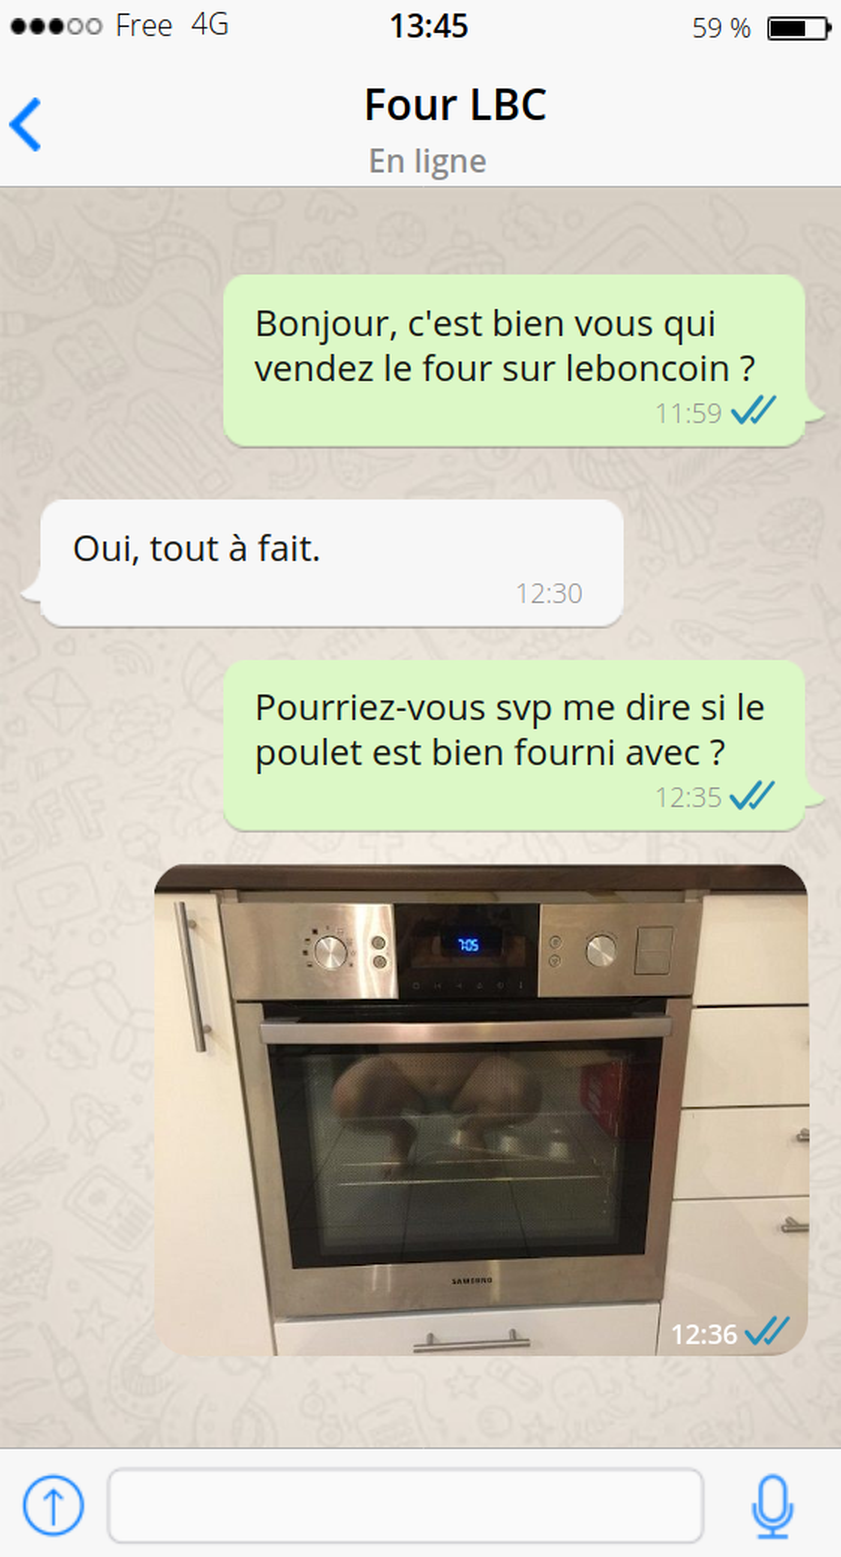 Free 4G 13:45 59 %
Four LBC
En ligne
Bonjour, c'est bien vous qui
vendez le four sur leboncoin ?
11:59
Oui, tout à fait.
12:30
Pourriez-vous svp me dire si le
poulet est bien fourni avec ?
12:35
7:05
SAMSUNG
12:36